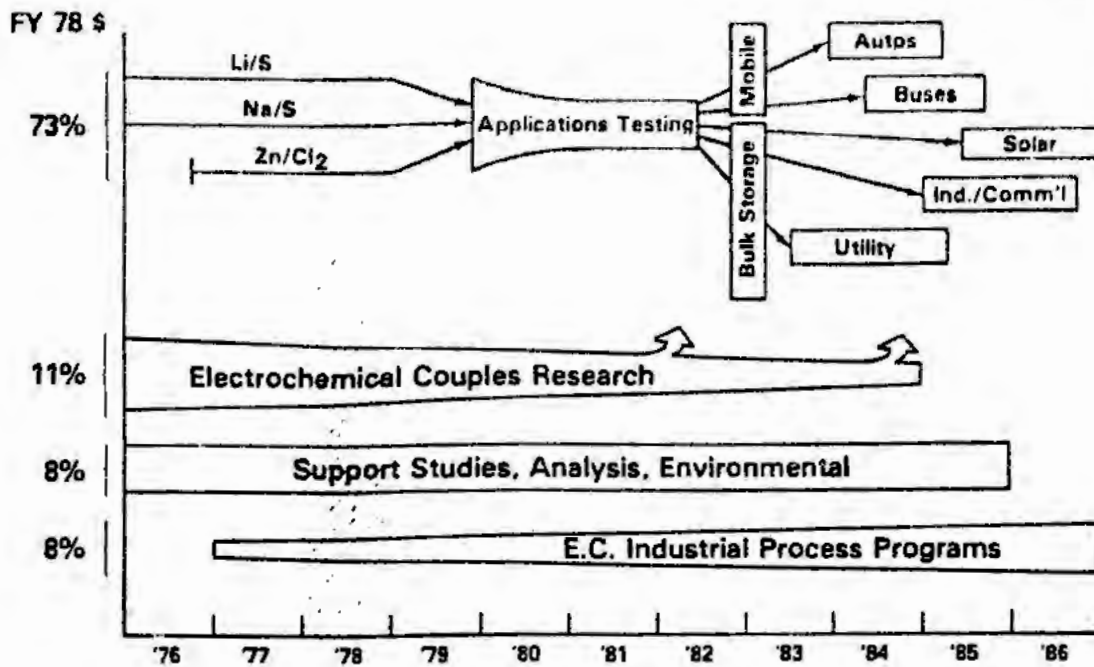 FY 78 $
Li/S
Na/S
Zn/Cl₂
73%
Applications Testing
Mobile
Bulk Storage
Autos
Buses
Solar
Ind./Comm'l
Utility
11%
Electrochemical Couples Research
8%
Support Studies, Analysis, Environmental
8%
E.C. Industrial Process Programs
'76 '77 '78 '79 '80 '81 '82 '83 '84 '85 '86